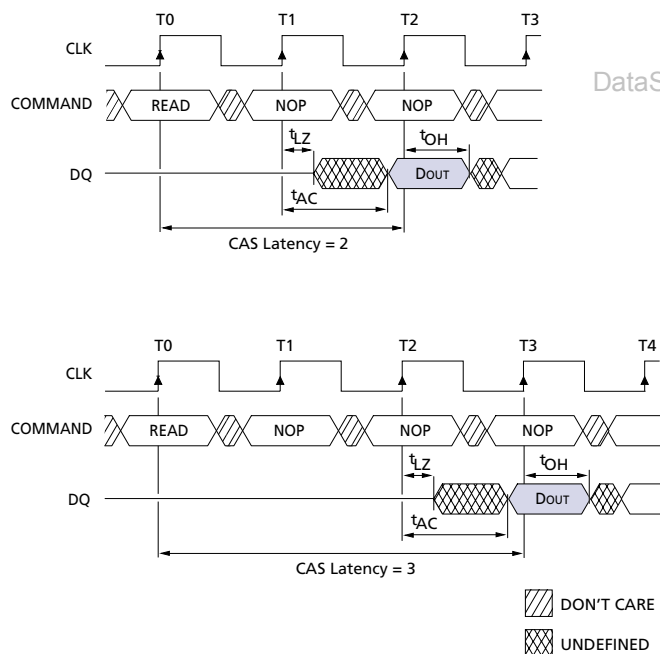 T0 T1 T2 T3
CLK
COMMAND READ NOP NOP
tLZ tOH
DQ DOUT
tAC
CAS Latency = 2
DataS
T0 T1 T2 T3 T4
CLK
COMMAND READ NOP NOP NOP
tLZ tOH
DQ DOUT
tAC
CAS Latency = 3
DON'T CARE
UNDEFINED